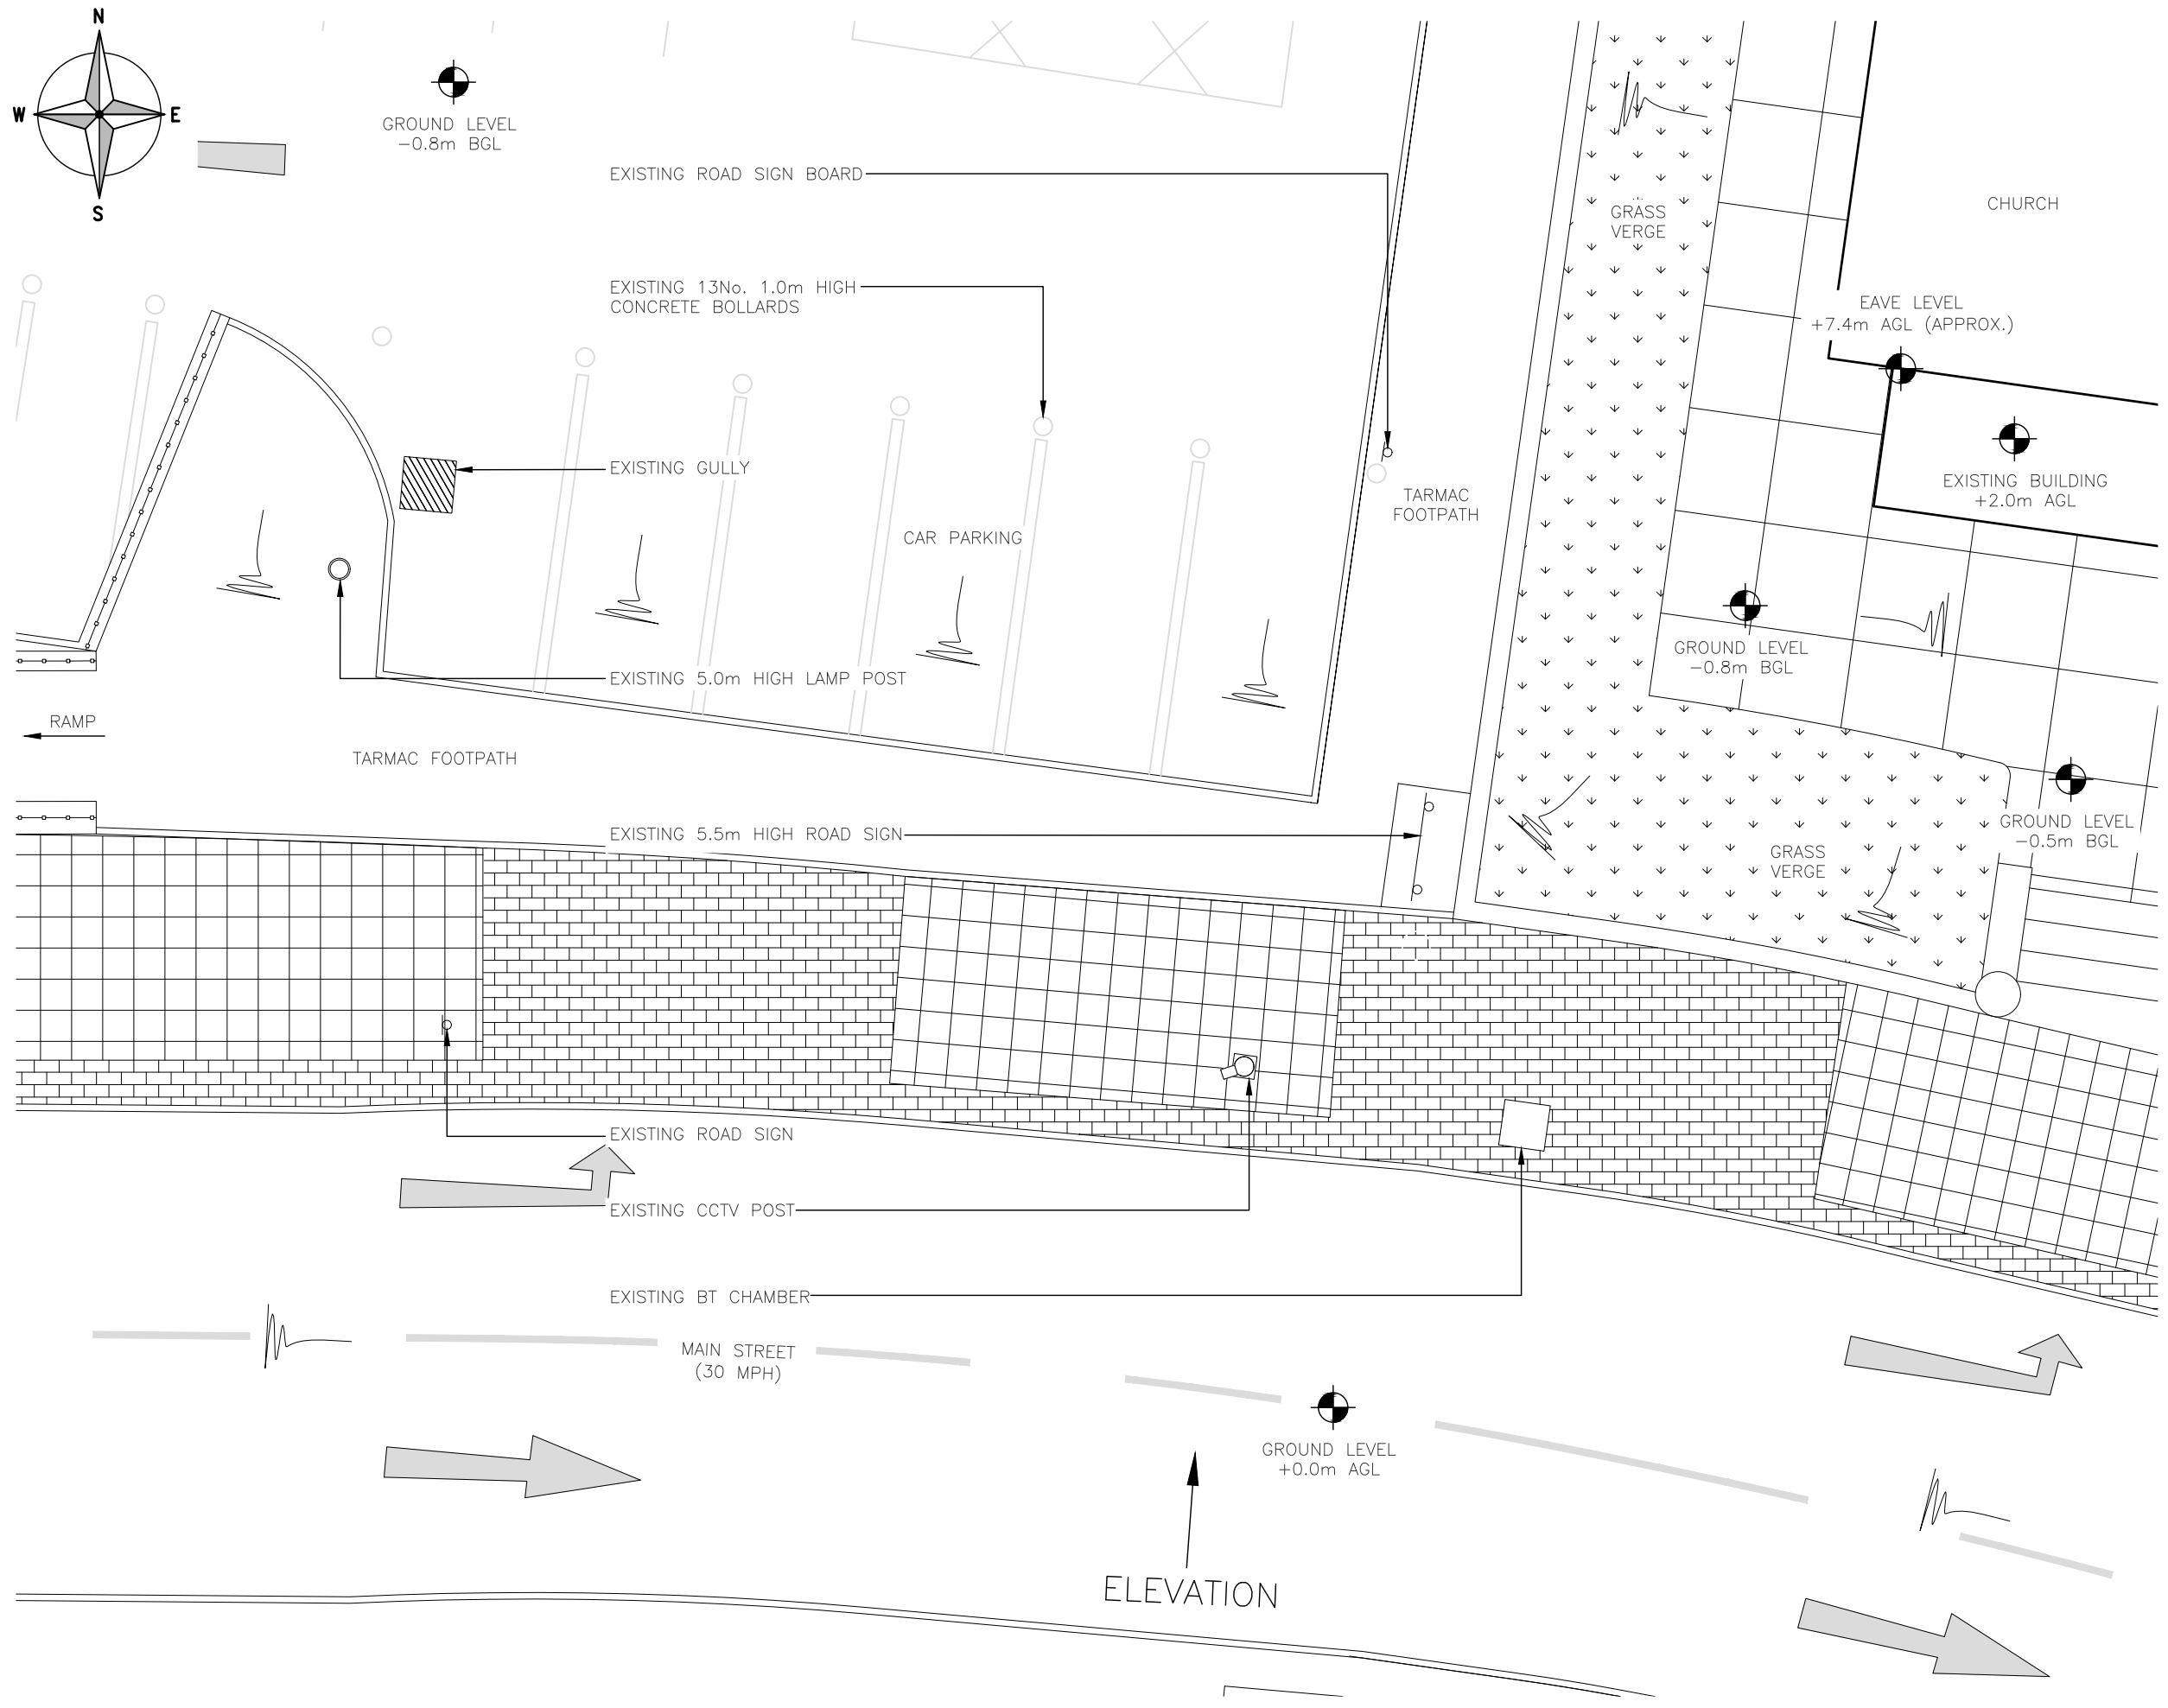 N
W
E
S
GROUND LEVEL
−0.8m BGL
EXISTING ROAD SIGN BOARD
EXISTING 13No. 1.0m HIGH
CONCRETE BOLLARDS
GRASS
VERGE
CHURCH
EAVE LEVEL
+7.4m AGL (APPROX.)
EXISTING GULLY
TARMAC
FOOTPATH
EXISTING BUILDING
+2.0m AGL
CAR PARKING
GROUND LEVEL
−0.8m BGL
EXISTING 5.0m HIGH LAMP POST
RAMP
TARMAC FOOTPATH
EXISTING 5.5m HIGH ROAD SIGN
GROUND LEVEL
−0.5m BGL
GRASS
VERGE
EXISTING ROAD SIGN
EXISTING CCTV POST
EXISTING BT CHAMBER
MAIN STREET
(30 MPH)
GROUND LEVEL
+0.0m AGL
ELEVATION